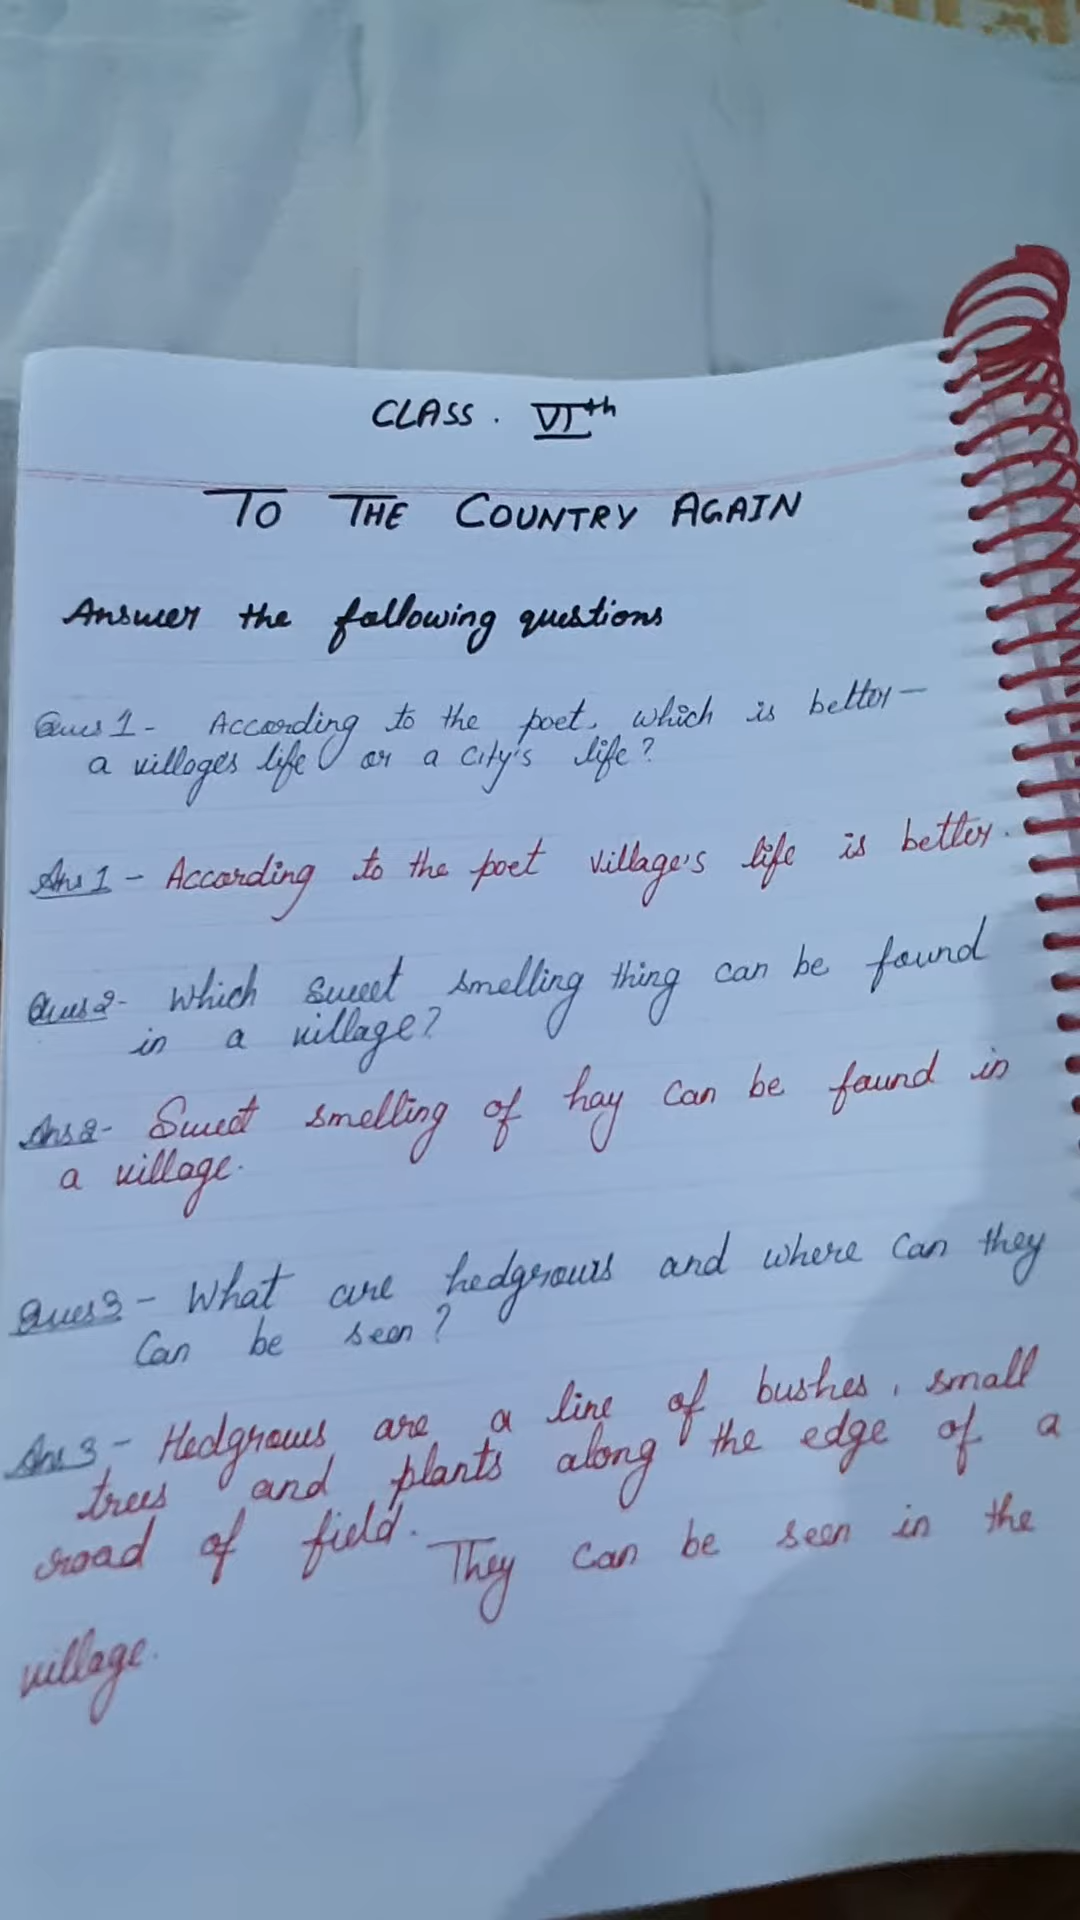 CLASS. VIth
TO THE COUNTRY AGAIN
Answer the following questions
Ques 1- According to the poet, which is better-
a village's life or a city's life?
Ans 1- According to the poet village's life is better.
Ques 2- Which sweet smelling thing can be found
in a village?
Ans 2- Sweet smelling of hay can be found in
a village.
Ques 3- What are hedgrows and where can they
can be seen?
Ans 3- Hedgrows are a line of bushes, small
trees and plants along the edge of a
road of field. They can be seen in the
village.